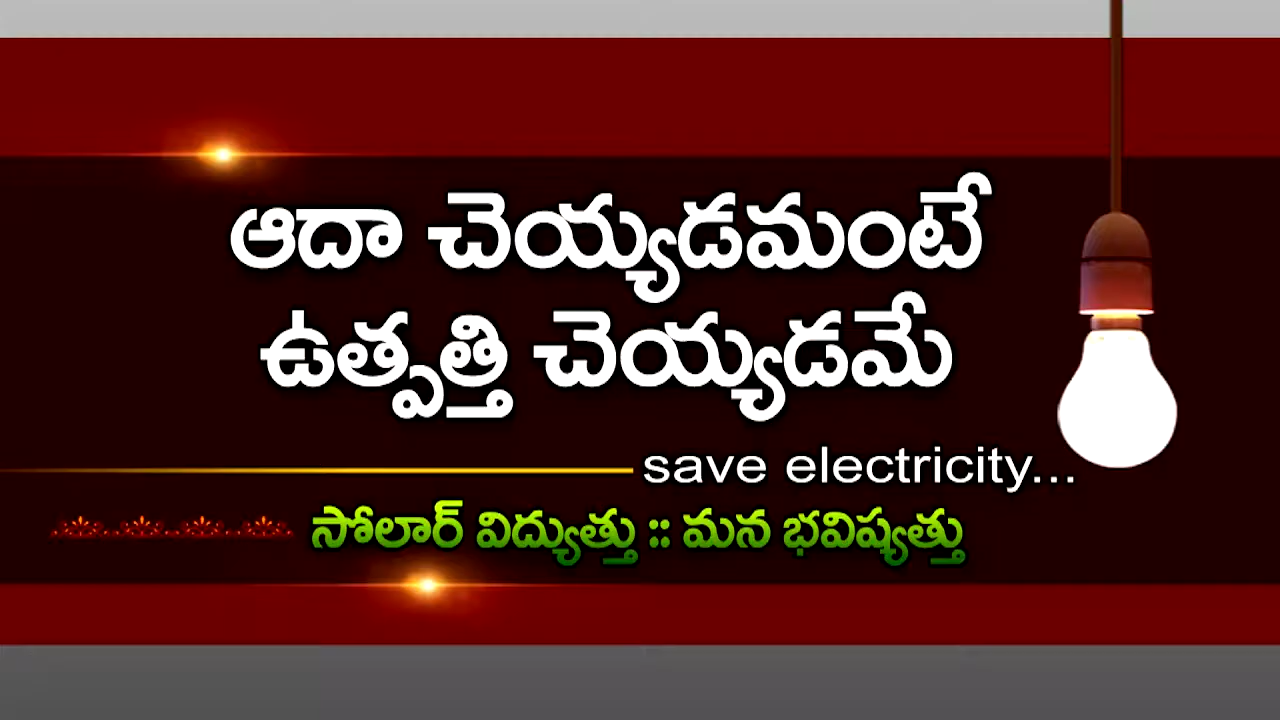 ఆదా చెయ్యడమంటే
ఉత్పత్తి చెయ్యడమే
save electricity...
సోలార్ విద్యుత్తు :: మన భవిష్యత్తు